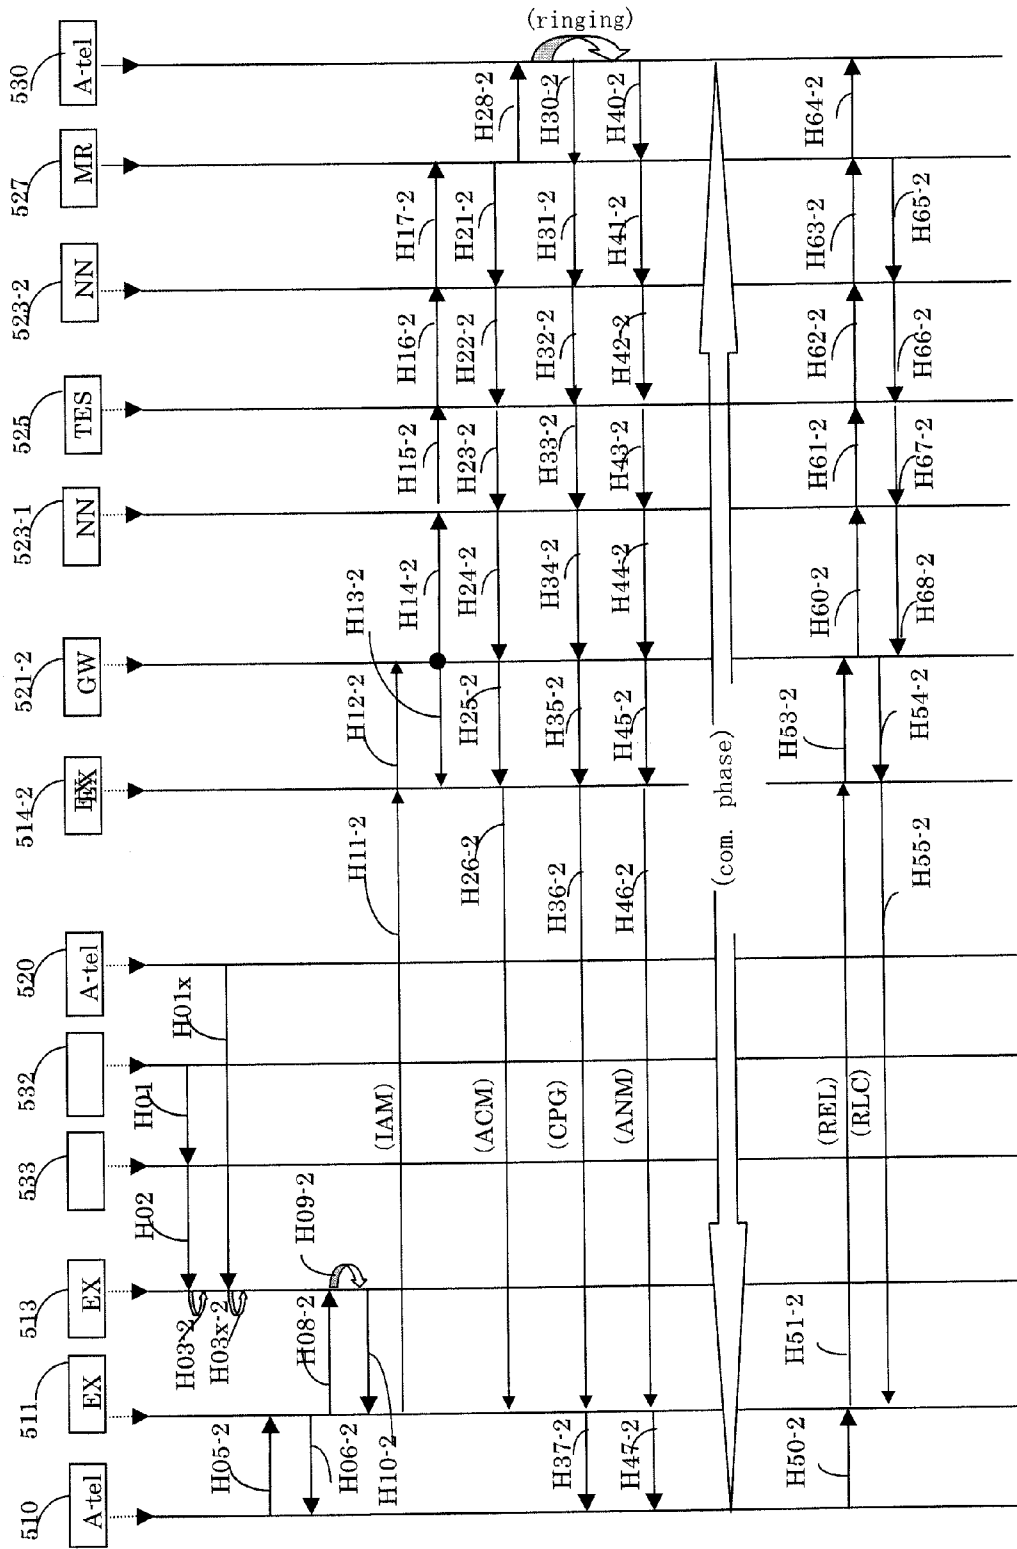 510
A-tel
511
EX
513
EX
533
532
520
A-tel
514-2
EX
521-2
GW
523-1
NN
525
TES
523-2
NN
527
MR
530
A-tel
H01
H02
H01x
H03-2
H03x-2
H05-2
H06-2
H08-2
H09-2
H10-2
(IAM)
H11-2
H12-2
H13-2
H14-2
H15-2
H16-2
H17-2
(ACM)
H21-2
H22-2
H23-2
H24-2
H25-2
H26-2
H28-2
(ringing)
(CPG)
H30-2
H31-2
H32-2
H33-2
H34-2
H35-2
H36-2
H37-2
(ANM)
H40-2
H41-2
H42-2
H43-2
H44-2
H45-2
H46-2
H47-2
(com. phase)
(REL)
H50-2
H51-2
H53-2
H60-2
H61-2
H62-2
H63-2
H64-2
(RLC)
H65-2
H66-2
H67-2
H68-2
H54-2
H55-2